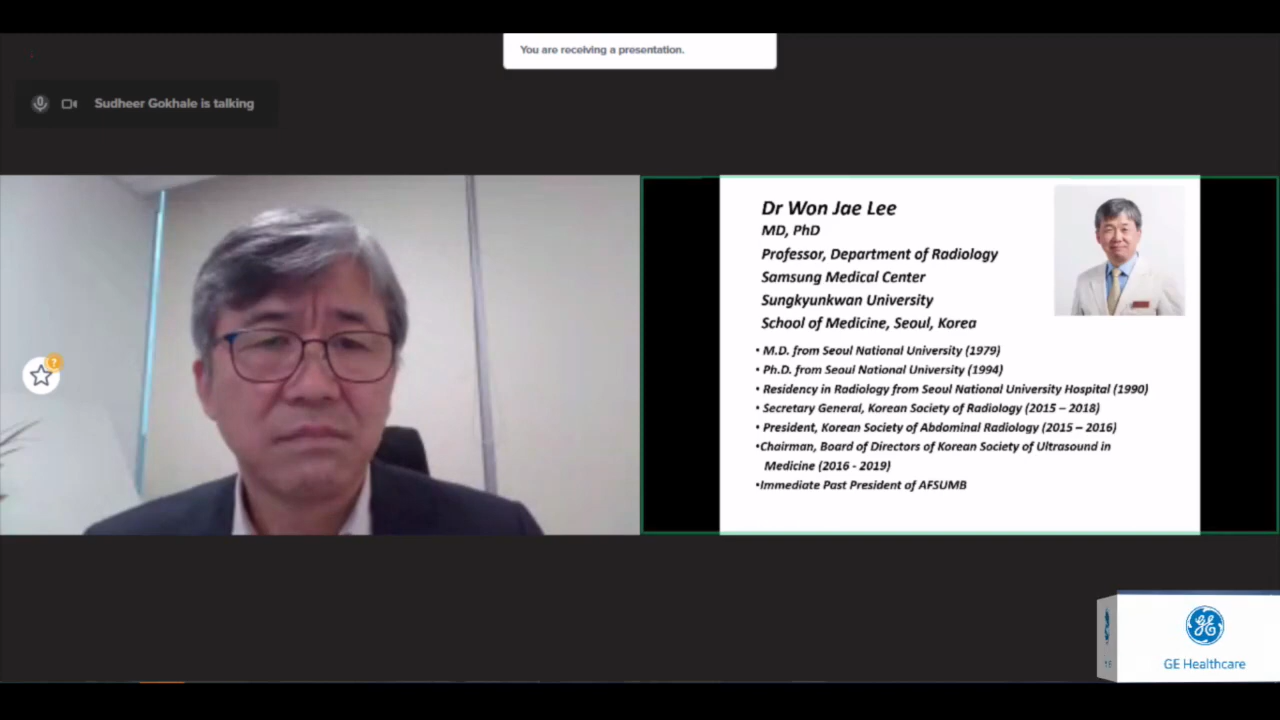 You are receiving a presentation.
Sudheer Gokhale is talking
?
Dr Won Jae Lee
MD, PhD
Professor, Department of Radiology
Samsung Medical Center
Sungkyunkwan University
School of Medicine, Seoul, Korea
• M.D. from Seoul National University (1979)
• Ph.D. from Seoul National University (1994)
• Residency in Radiology from Seoul National University Hospital (1990)
• Secretary General, Korean Society of Radiology (2015 – 2018)
• President, Korean Society of Abdominal Radiology (2015 – 2016)
•Chairman, Board of Directors of Korean Society of Ultrasound in
Medicine (2016 - 2019)
•Immediate Past President of AFSUMB
GE
GE Healthcare